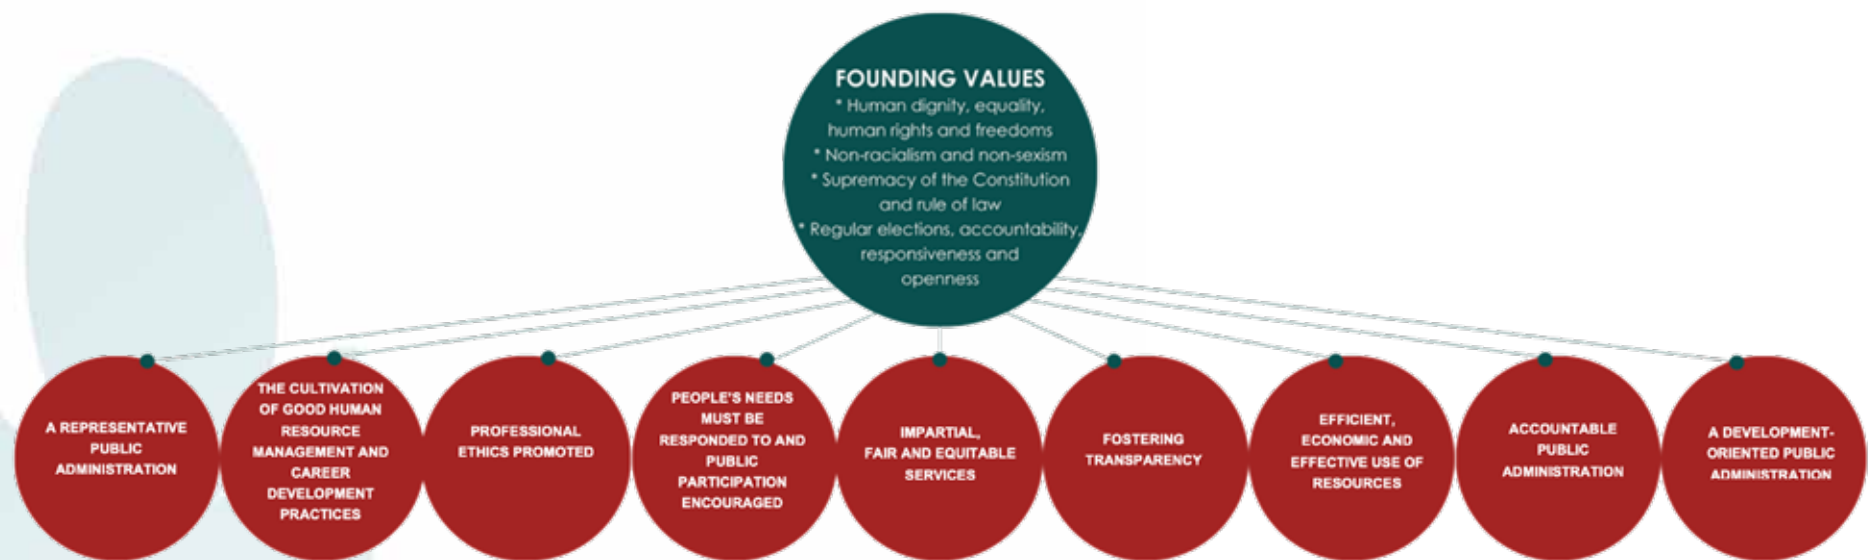 FOUNDING VALUES
* Human dignity, equality,
human rights and freedoms
* Non-racialism and non-sexism
* Supremacy of the Constitution
and rule of law
* Regular elections, accountability,
responsiveness and
openness
A REPRESENTATIVE
PUBLIC
ADMINISTRATION
THE CULTIVATION
OF GOOD HUMAN
RESOURCE
MANAGEMENT AND
CAREER
DEVELOPMENT
PRACTICES
PROFESSIONAL
ETHICS PROMOTED
PEOPLE'S NEEDS
MUST BE
RESPONDED TO AND
PUBLIC
PARTICIPATION
ENCOURAGED
IMPARTIAL,
FAIR AND EQUITABLE
SERVICES
FOSTERING
TRANSPARENCY
EFFICIENT,
ECONOMIC AND
EFFECTIVE USE OF
RESOURCES
ACCOUNTABLE
PUBLIC
ADMINISTRATION
A DEVELOPMENT-
ORIENTED PUBLIC
ADMINISTRATION